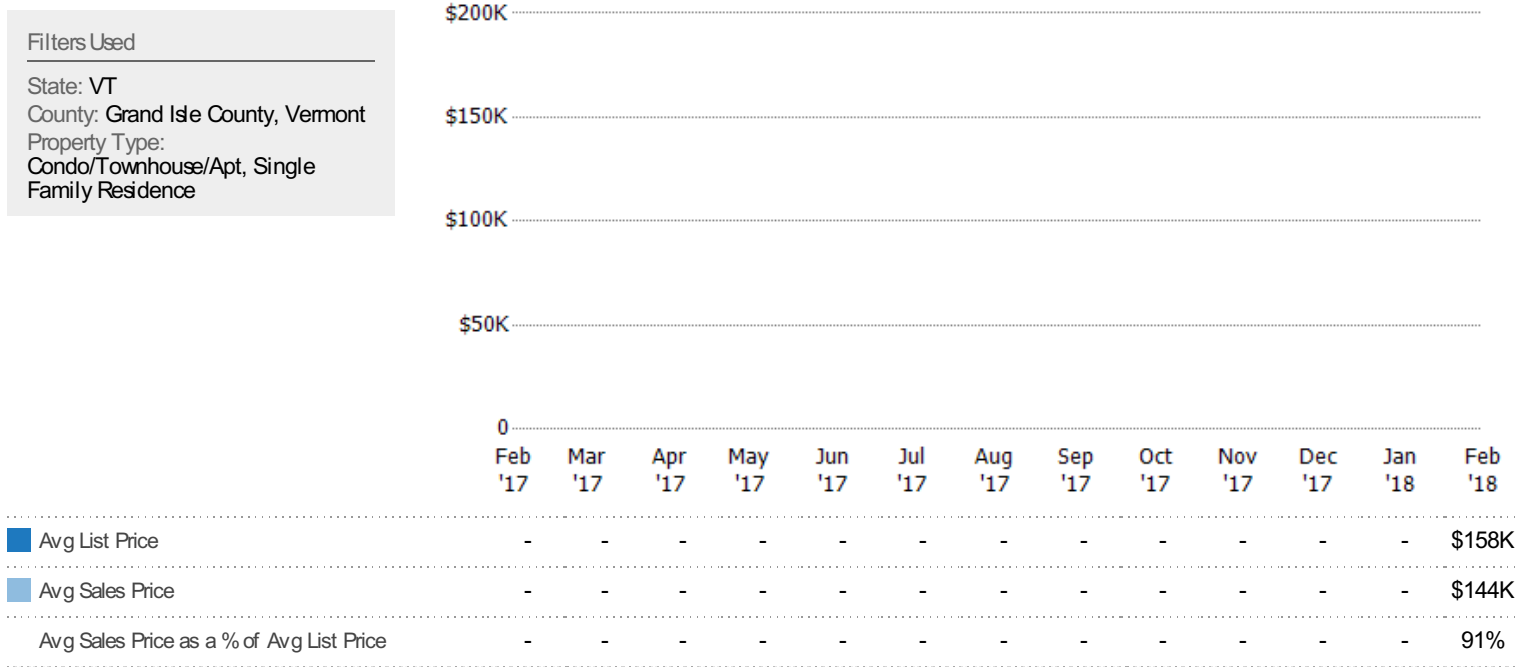 Filters Used
State: VT
County: Grand Isle County, Vermont
Property Type:
Condo/Townhouse/Apt, Single
Family Residence
$200K
$150K
$100K
$50K
0
Feb Mar Apr May Jun Jul Aug Sep Oct Nov Dec Jan Feb
'17 '17 '17 '17 '17 '17 '17 '17 '17 '17 '17 '18 '18
Avg List Price - - - - - - - - - - - - $158K
Avg Sales Price - - - - - - - - - - - - $144K
Avg Sales Price as a % of Avg List Price - - - - - - - - - - - - 91%